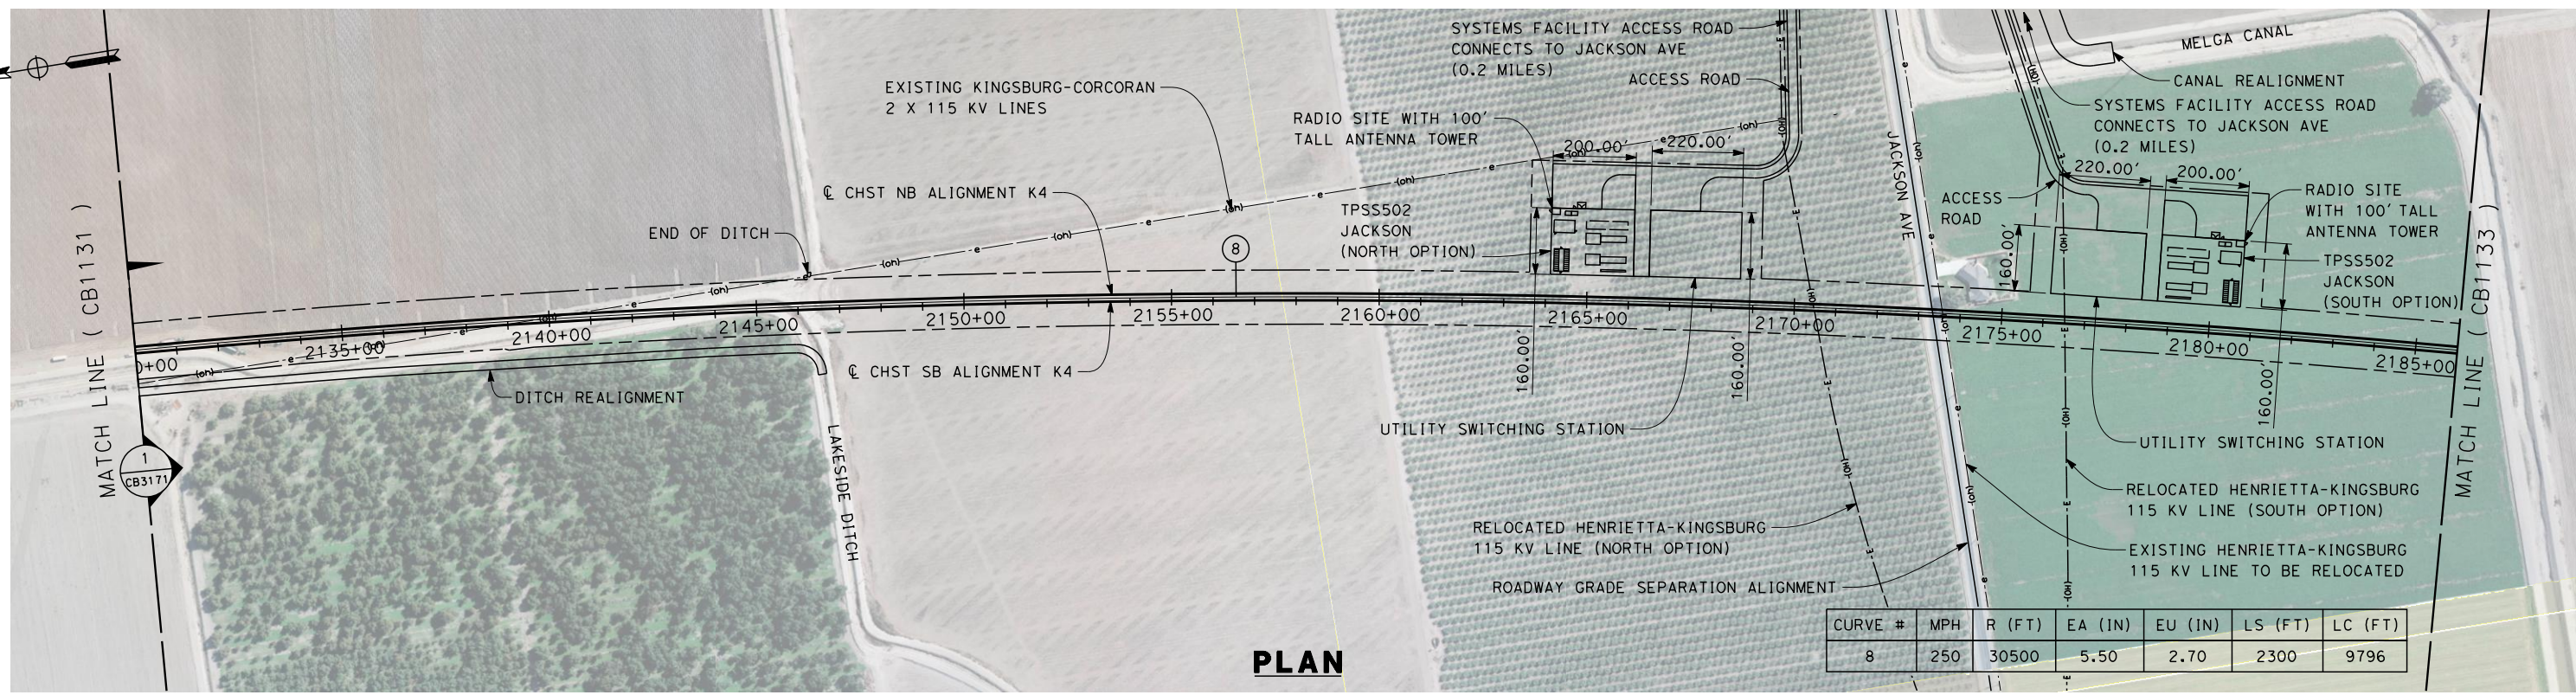 SYSTEMS FACILITY ACCESS ROAD
CONNECTS TO JACKSON AVE
(0.2 MILES)
ACCESS ROAD
MELGA CANAL
CANAL REALIGNMENT
SYSTEMS FACILITY ACCESS ROAD
CONNECTS TO JACKSON AVE
(0.2 MILES)
EXISTING KINGSBURG-CORCORAN
2 X 115 KV LINES
RADIO SITE WITH 100'
TALL ANTENNA TOWER
200.00'
220.00'
JACKSON AVE
220.00'
200.00'
ACCESS
ROAD
RADIO SITE
WITH 100' TALL
ANTENNA TOWER
℄ CHST NB ALIGNMENT K4
TPSS502
JACKSON
(NORTH OPTION)
END OF DITCH
8
160.00'
TPSS502
JACKSON
(SOUTH OPTION)
MATCH LINE ( CB1131 )
MATCH LINE ( CB1133 )
0+00
2135+00
2140+00
2145+00
2150+00
2155+00
2160+00
2165+00
2170+00
2175+00
2180+00
2185+00
160.00'
160.00'
160.00'
℄ CHST SB ALIGNMENT K4
DITCH REALIGNMENT
LAKESIDE DITCH
1
CB3171
UTILITY SWITCHING STATION
UTILITY SWITCHING STATION
RELOCATED HENRIETTA-KINGSBURG
115 KV LINE (SOUTH OPTION)
RELOCATED HENRIETTA-KINGSBURG
115 KV LINE (NORTH OPTION)
EXISTING HENRIETTA-KINGSBURG
115 KV LINE TO BE RELOCATED
ROADWAY GRADE SEPARATION ALIGNMENT
CURVE # MPH R (FT) EA (IN) EU (IN) LS (FT) LC (FT)
8 250 30500 5.50 2.70 2300 9796
PLAN